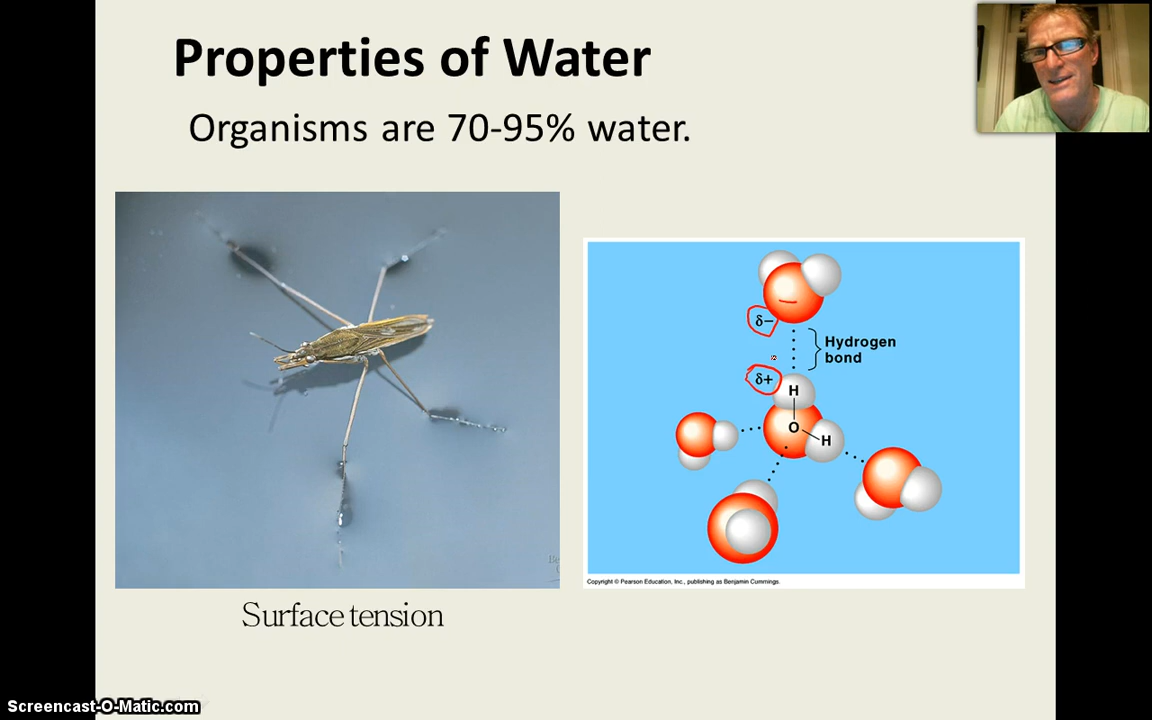 Properties of Water
Organisms are 70-95% water.
δ−
Hydrogen
bond
δ+
H
O
H
Copyright © Pearson Education, Inc., publishing as Benjamin Cummings.
Surface tension
Screencast-O-Matic.com